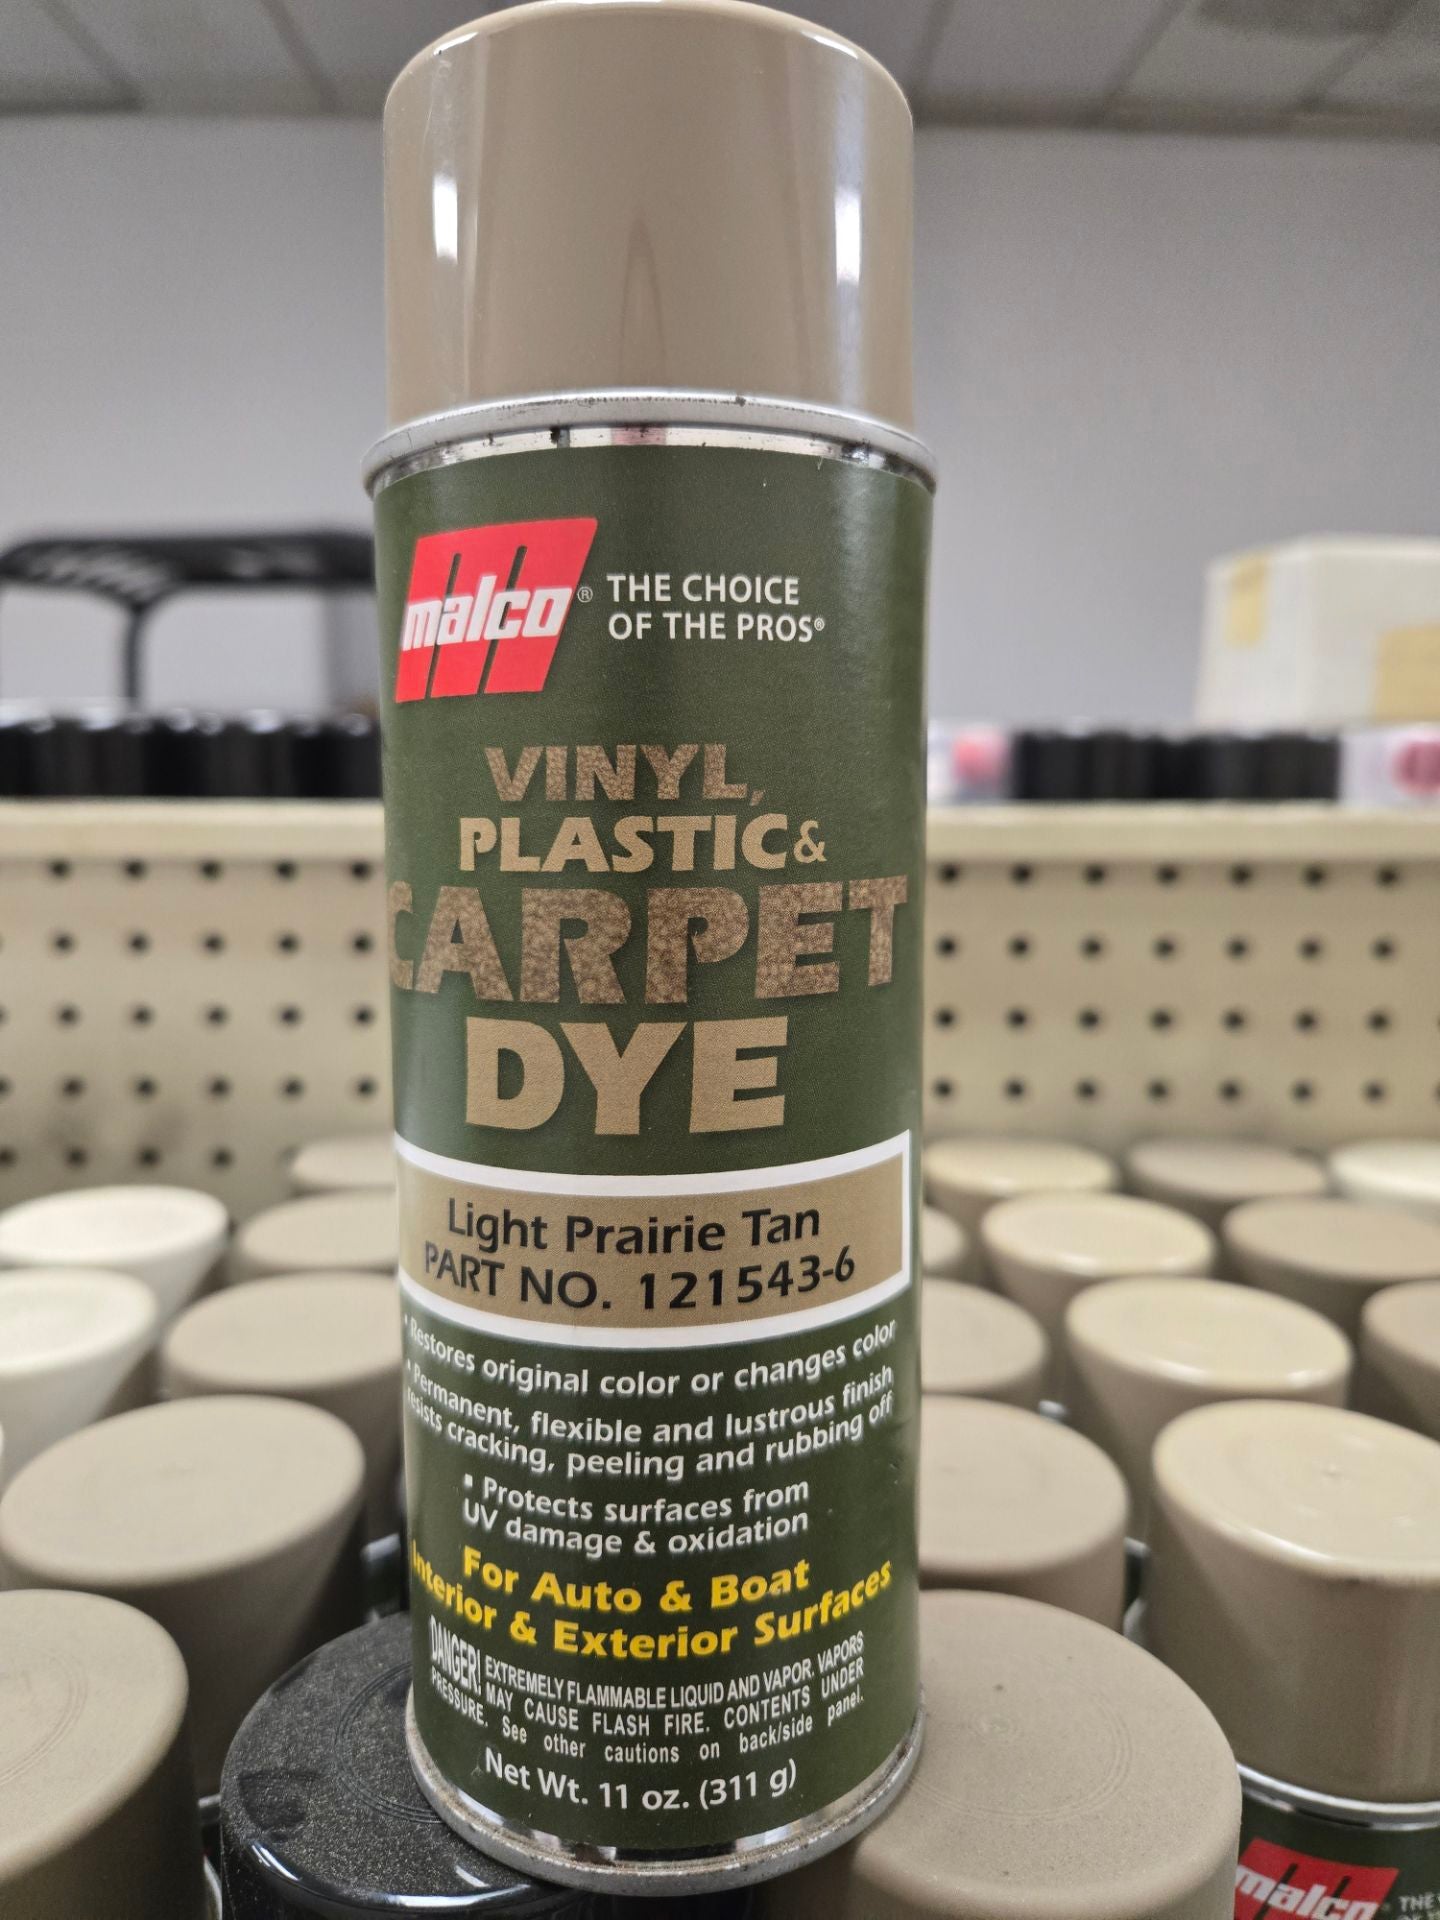 malco® THE CHOICE
OF THE PROS®
VINYL,
PLASTIC &
CARPET
DYE
Light Prairie Tan
PART NO. 121543-6
• Restores original color or changes color
• Permanent, flexible and lustrous finish
resists cracking, peeling and rubbing off
▪ Protects surfaces from
UV damage & oxidation
For Auto & Boat
Interior & Exterior Surfaces
DANGER! EXTREMELY FLAMMABLE LIQUID AND VAPOR. VAPORS
MAY CAUSE FLASH FIRE. CONTENTS UNDER
PRESSURE. See other cautions on back/side panel.
Net Wt. 11 oz. (311 g)
malco THE